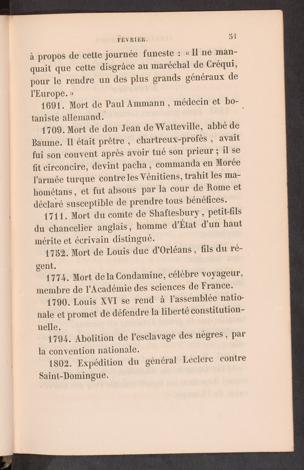 FÉVRIER. 51
à propos de cette journée funeste : « Il ne man-
quait que cette disgrâce au maréchal de Créqui,
pour le rendre un des plus grands généraux de
l'Europe. »
1691. Mort de Paul Ammann, médecin et bo-
taniste allemand.
1709. Mort de don Jean de Watteville, abbé de
Baume. Il était prêtre, chartreux-profès, avait
fui son couvent après avoir tué son prieur ; il se
fit circoncire, devint pacha, commanda en Morée
l'armée turque contre les Vénitiens, trahit les ma-
hométans, et fut absous par la cour de Rome et
déclaré susceptible de prendre tous bénéfices.
1711. Mort du comte de Shaftesbury, petit-fils
du chancelier anglais, homme d'État d'un haut
mérite et écrivain distingué.
1752. Mort de Louis duc d'Orléans, fils du ré-
gent.
1774. Mort de la Condamine, célèbre voyageur,
membre de l'Académie des sciences de France.
1790. Louis XVI se rend à l'assemblée natio-
nale et promet de défendre la liberté constitution-
nelle.
1794. Abolition de l'esclavage des nègres, par
la convention nationale.
1802. Expédition du général Leclerc contre
Saint-Domingue.